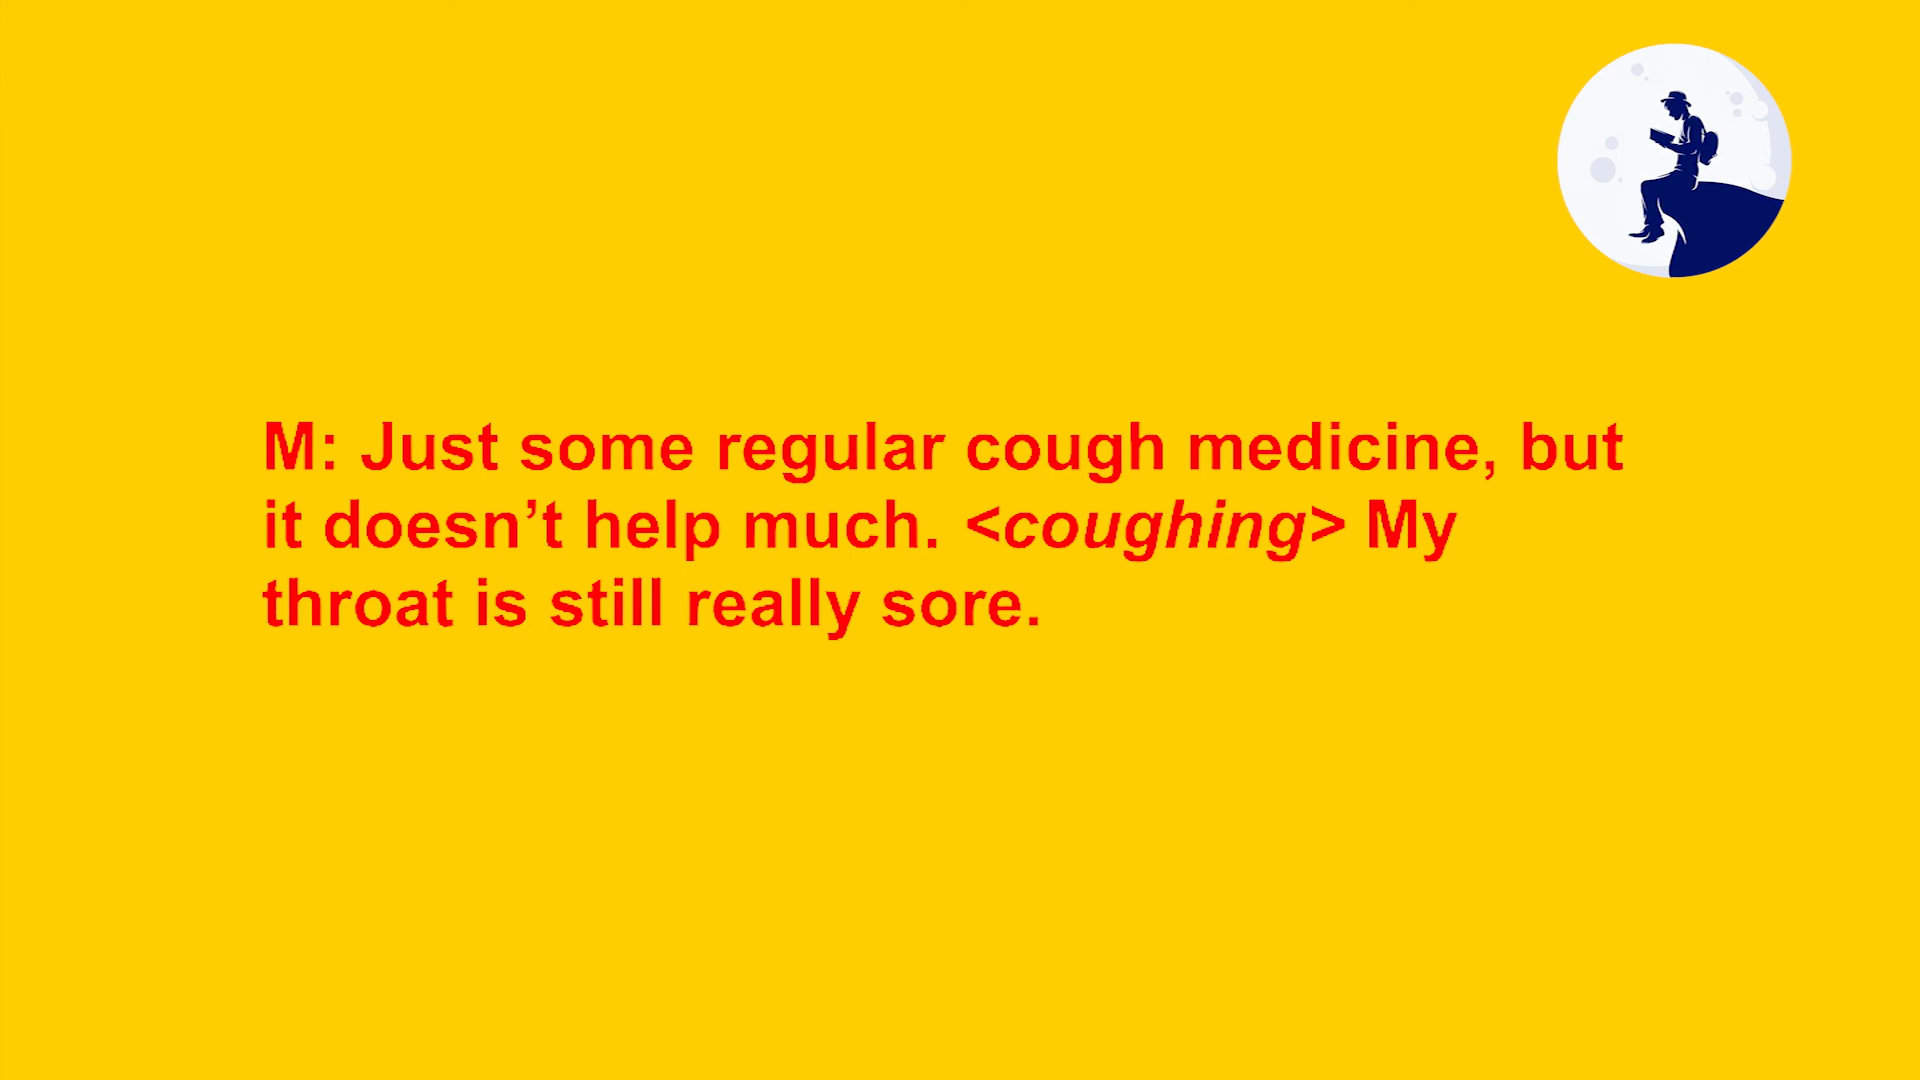 M: Just some regular cough medicine, but
it doesn’t help much. <coughing> My
throat is still really sore.